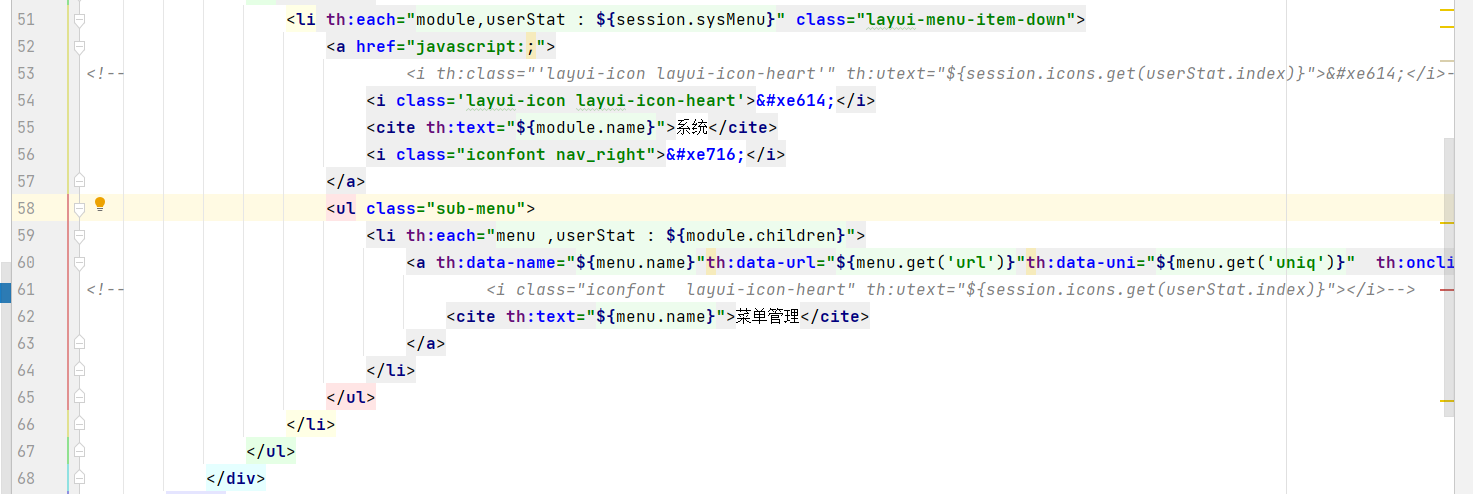 51 <li th:each="module,userStat : ${session.sysMenu}" class="layui-menu-item-down">
52 <a href="javascript:;">
53 <!-- <i th:class="'layui-icon layui-icon-heart'" th:utext="${session.icons.get(userStat.index)}">&#xe614;</i>-
54 <i class='layui-icon layui-icon-heart'>&#xe614;</i>
55 <cite th:text="${module.name}">系统</cite>
56 <i class="iconfont nav_right">&#xe716;</i>
57 </a>
58 <ul class="sub-menu">
59 <li th:each="menu ,userStat : ${module.children}">
60 <a th:data-name="${menu.name}"th:data-url="${menu.get('url')}"th:data-uni="${menu.get('uniq')}"  th:oncli
61 <!-- <i class="iconfont  layui-icon-heart" th:utext="${session.icons.get(userStat.index)}"></i>-->
62 <cite th:text="${menu.name}">菜单管理</cite>
63 </a>
64 </li>
65 </ul>
66 </li>
67 </ul>
68 </div>